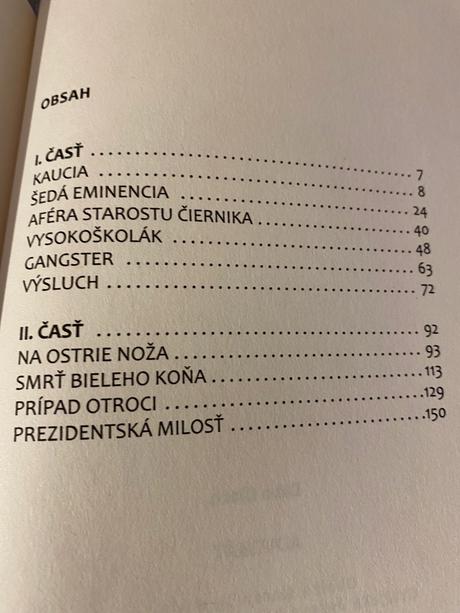 OBSAH
I. ČASŤ ........................................ 7
KAUCIA ........................................ 8
ŠEDÁ EMINENCIA ........................................ 24
AFÉRA STAROSTU ČIERNIKA ........................................ 40
VYSOKOŠKOLÁK ........................................ 48
GANGSTER ........................................ 63
VÝSLUCH ........................................ 72
II. ČASŤ ........................................ 92
NA OSTRIE NOŽA ........................................ 93
SMRŤ BIELEHO KOŇA ........................................ 113
PRÍPAD OTROCI ........................................ 129
PREZIDENTSKÁ MILOSŤ ........................................ 150